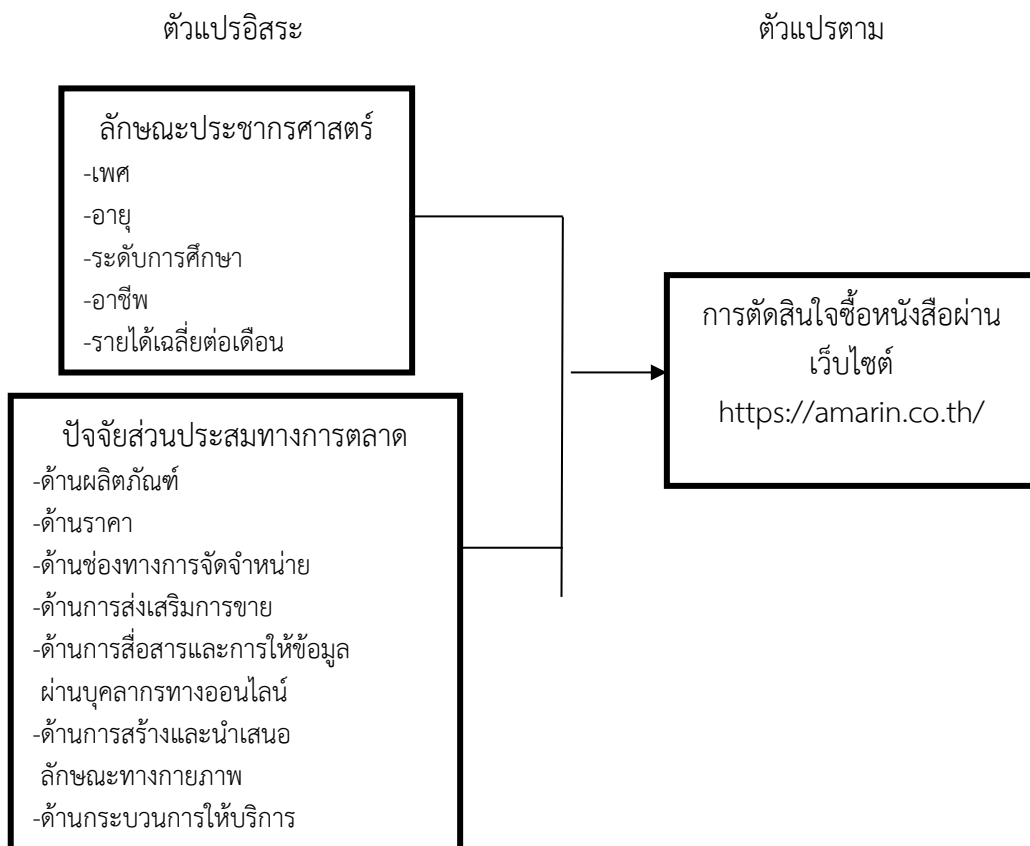 ตัวแปรอิสระ
ตัวแปรตาม
ลักษณะประชากรศาสตร์
-เพศ
-อายุ
-ระดับการศึกษา
-อาชีพ
-รายได้เฉลี่ยต่อเดือน
ปัจจัยส่วนประสมทางการตลาด
-ด้านผลิตภัณฑ์
-ด้านราคา
-ด้านช่องทางการจัดจำหน่าย
-ด้านการส่งเสริมการขาย
-ด้านการสื่อสารและการให้ข้อมูล
ผ่านบุคลากรทางออนไลน์
-ด้านการสร้างและนำเสนอ
ลักษณะทางกายภาพ
-ด้านกระบวนการให้บริการ
การตัดสินใจซื้อหนังสือผ่าน
เว็บไซต์
https://amarin.co.th/